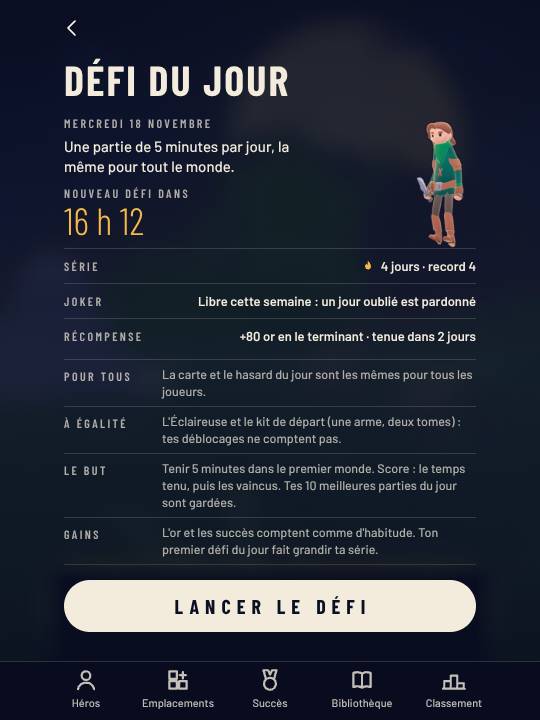 DÉFI DU JOUR
MERCREDI 18 NOVEMBRE
Une partie de 5 minutes par jour, la
même pour tout le monde.
NOUVEAU DÉFI DANS
16 h 12
SÉRIE 4 jours · record 4
JOKER Libre cette semaine : un jour oublié est pardonné
RÉCOMPENSE +80 or en le terminant · tenue dans 2 jours
POUR TOUS La carte et le hasard du jour sont les mêmes pour tous les
joueurs.
À ÉGALITÉ L'Éclaireuse et le kit de départ (une arme, deux tomes) :
tes déblocages ne comptent pas.
LE BUT Tenir 5 minutes dans le premier monde. Score : le temps
tenu, puis les vaincus. Tes 10 meilleures parties du jour
sont gardées.
GAINS L'or et les succès comptent comme d'habitude. Ton
premier défi du jour fait grandir ta série.
LANCER LE DÉFI
Héros Emplacements Succès Bibliothèque Classement